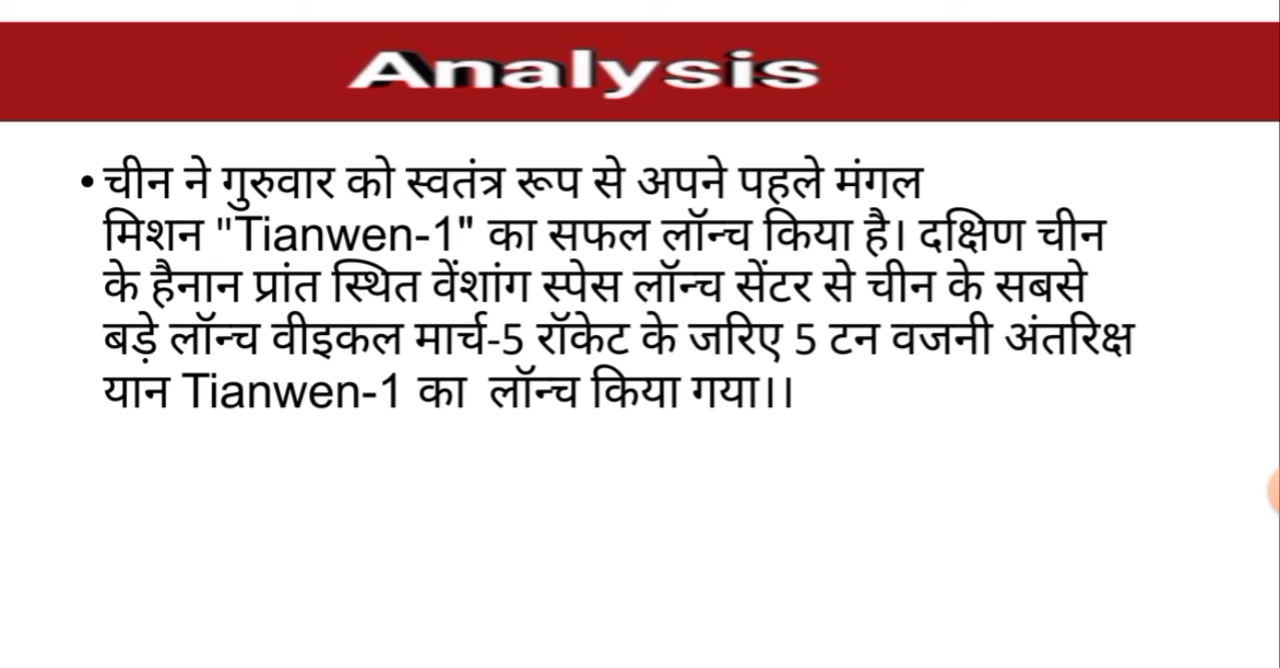 Analysis
• चीन ने गुरुवार को स्वतंत्र रूप से अपने पहले मंगल
मिशन "Tianwen-1" का सफल लॉन्च किया है। दक्षिण चीन
के हैनान प्रांत स्थित वेंशांग स्पेस लॉन्च सेंटर से चीन के सबसे
बड़े लॉन्च वीइकल मार्च-5 रॉकेट के जरिए 5 टन वजनी अंतरिक्ष
यान Tianwen-1 का लॉन्च किया गया।।